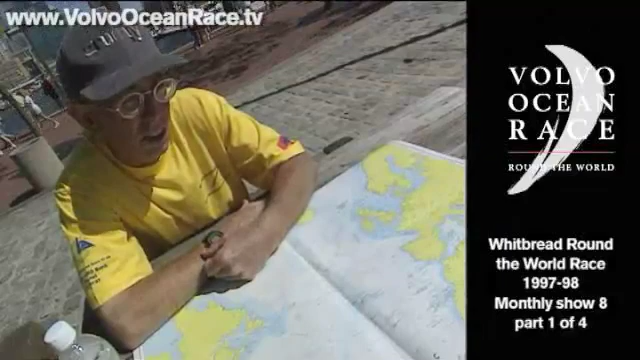 www.VolvoOceanRace.tv
VOLVO
OCEAN
RACE
ROUND THE WORLD
Whitbread Round
the World Race
1997-98
Monthly show 8
part 1 of 4